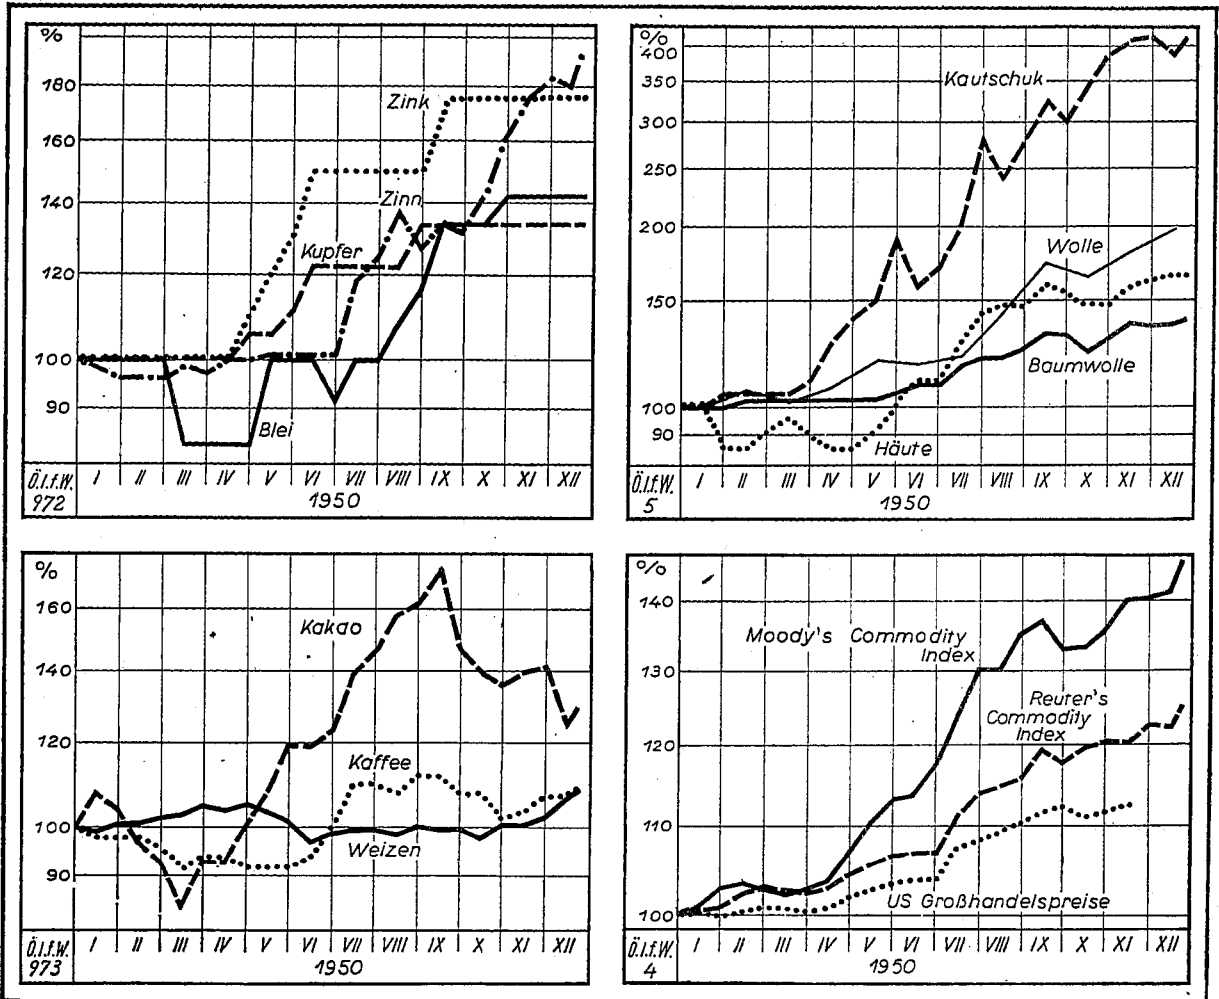 %
180
160
140
120
100
90
Zink
Zinn
Kupfer
Blei
Ö.I.f.W.
972
I II III IV V VI VII VIII IX X XI XII
1950
%
400
350
300
250
200
150
100
90
Kautschuk
Wolle
Baumwolle
Häute
Ö.I.f.W.
5
I II III IV V VI VII VIII IX X XI XII
1950
%
160
140
120
100
90
Kakao
Kaffee
Weizen
Ö.I.f.W.
973
I II III IV V VI VII VIII IX X XI XII
1950
%
140
130
120
110
100
Moody's Commodity
Index
Reuter's
Commodity
Index
US Großhandelspreise
Ö.I.f.W.
4
I II III IV V VI VII VIII IX X XI XII
1950